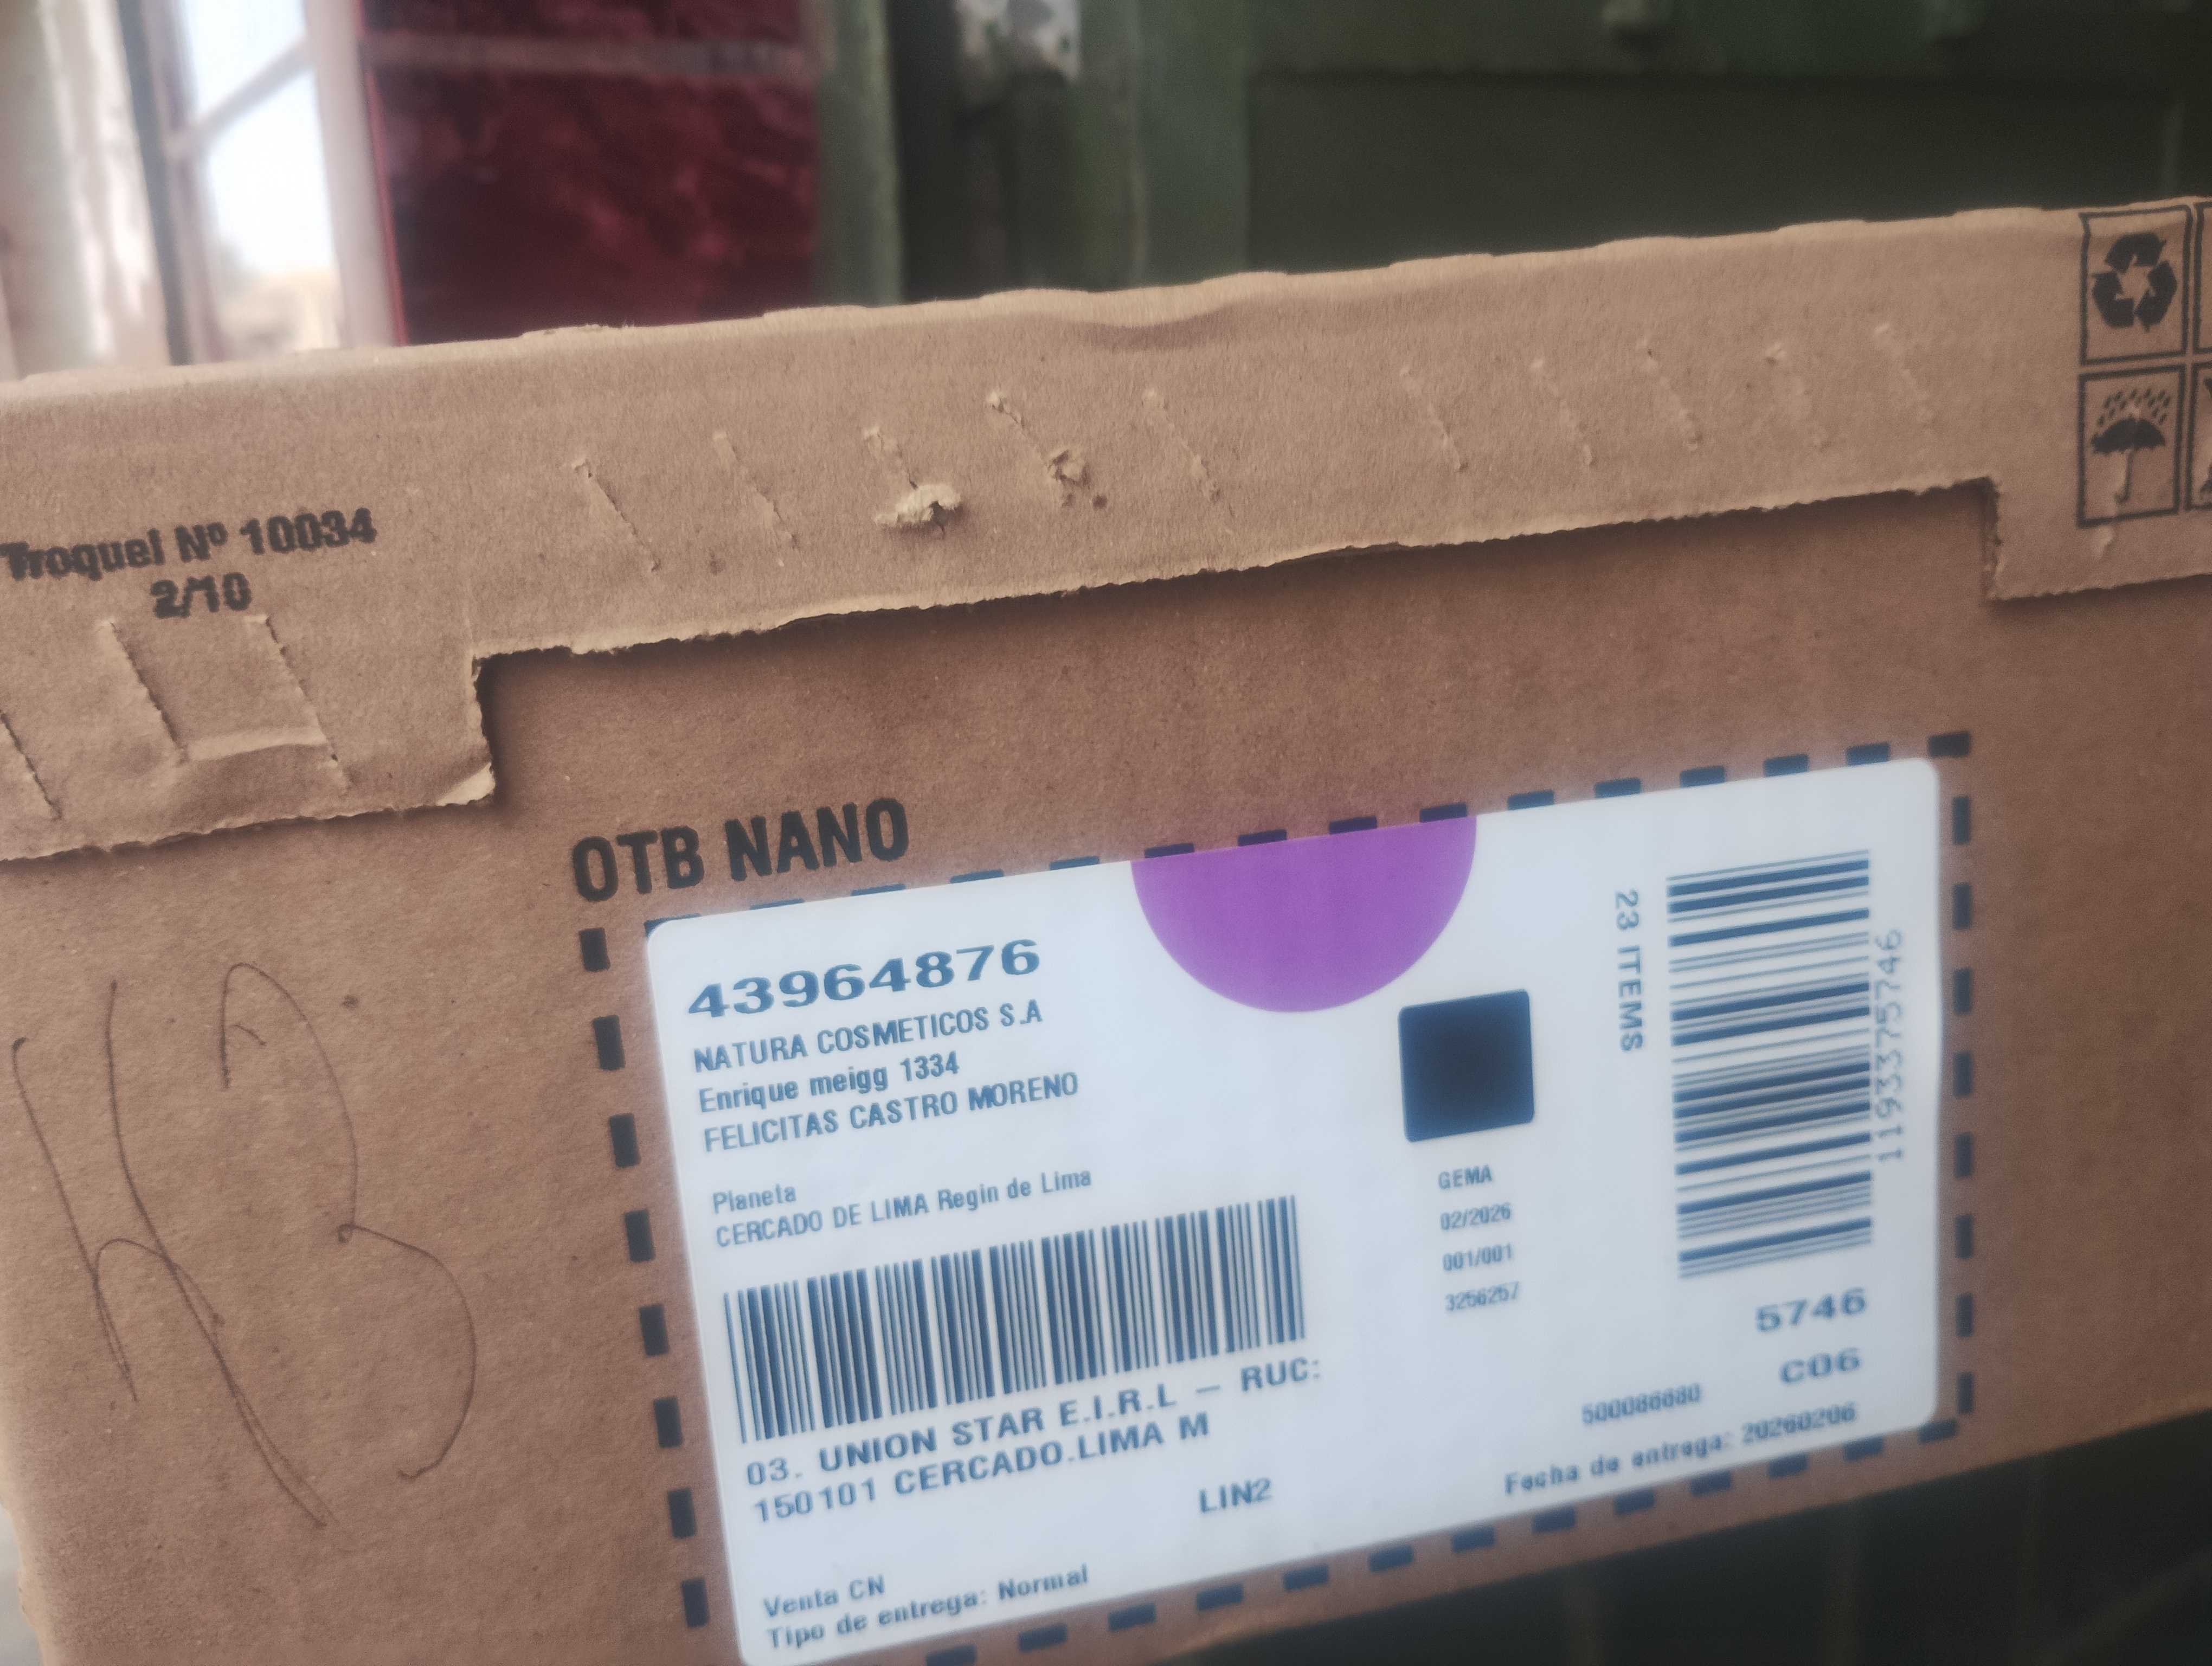 Troquel Nº 10034
2/10
OTB NANO
43964876
NATURA COSMETICOS S.A
Enrique meigg 1334
FELICITAS CASTRO MORENO
Planeta
CERCADO DE LIMA Regin de Lima
03. UNION STAR E.I.R.L - RUC:
150101 CERCADO.LIMA M
LIN2
Venta CN
Tipo de entrega: Normal
GEMA
02/2026
001/001
3256257
23 ITEMS
1193375746
5746
C06
500086680
Fecha de entrega: 20260206